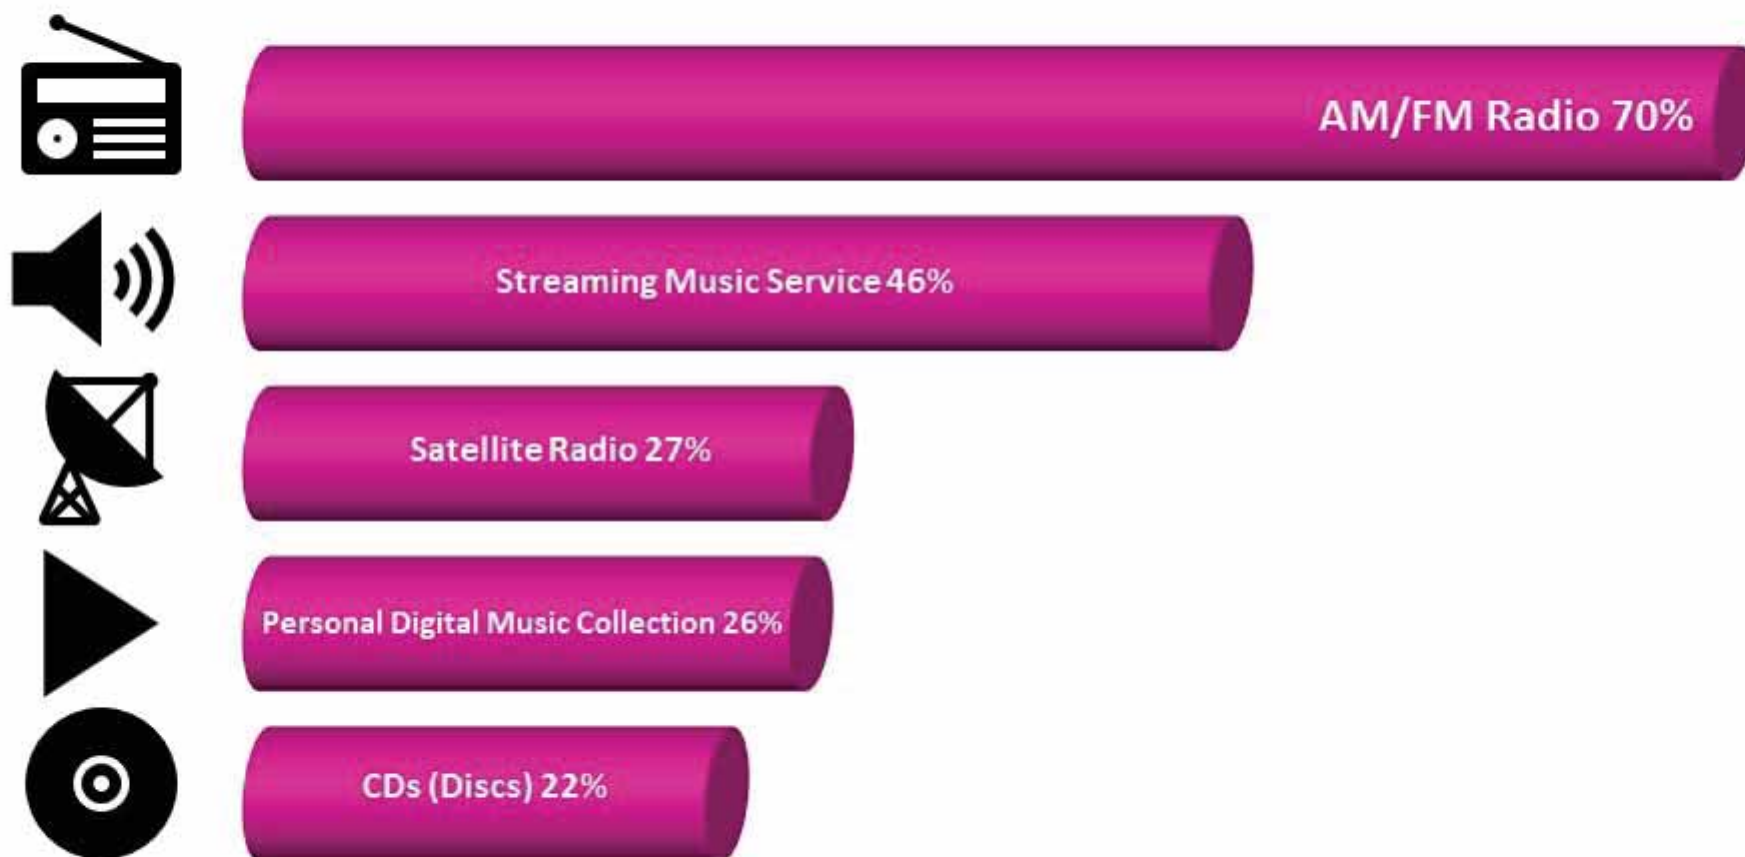 AM/FM Radio 70%
Streaming Music Service 46%
Satellite Radio 27%
Personal Digital Music Collection 26%
CDs (Discs) 22%